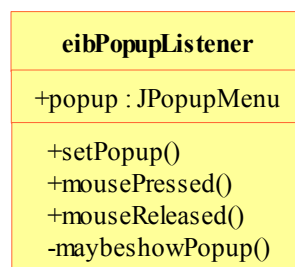 eibPopupListener
+popup : JPopupMenu
+setPopup()
+mousePressed()
+mouseReleased()
-maybeshowPopup()